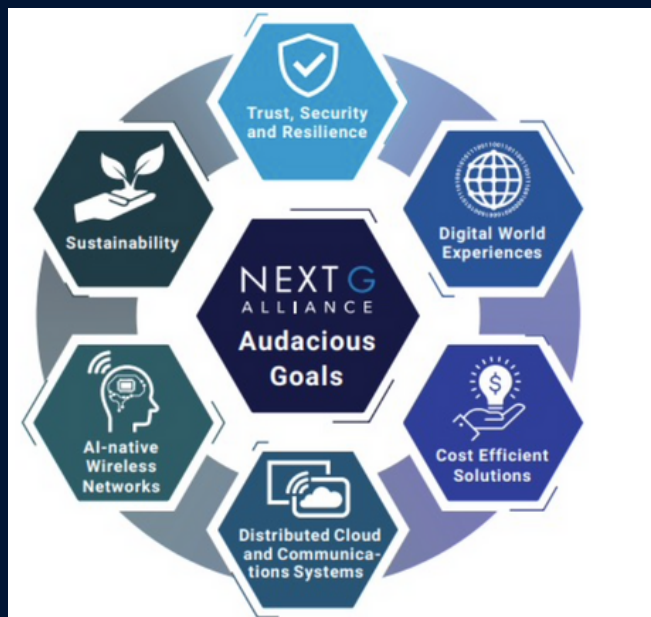 Trust, Security
and Resilience
Sustainability
Digital World
Experiences
NEXT G
ALLIANCE
Audacious
Goals
AI-native
Wireless
Networks
Cost Efficient
Solutions
$
Distributed Cloud
and Communica-
tions Systems